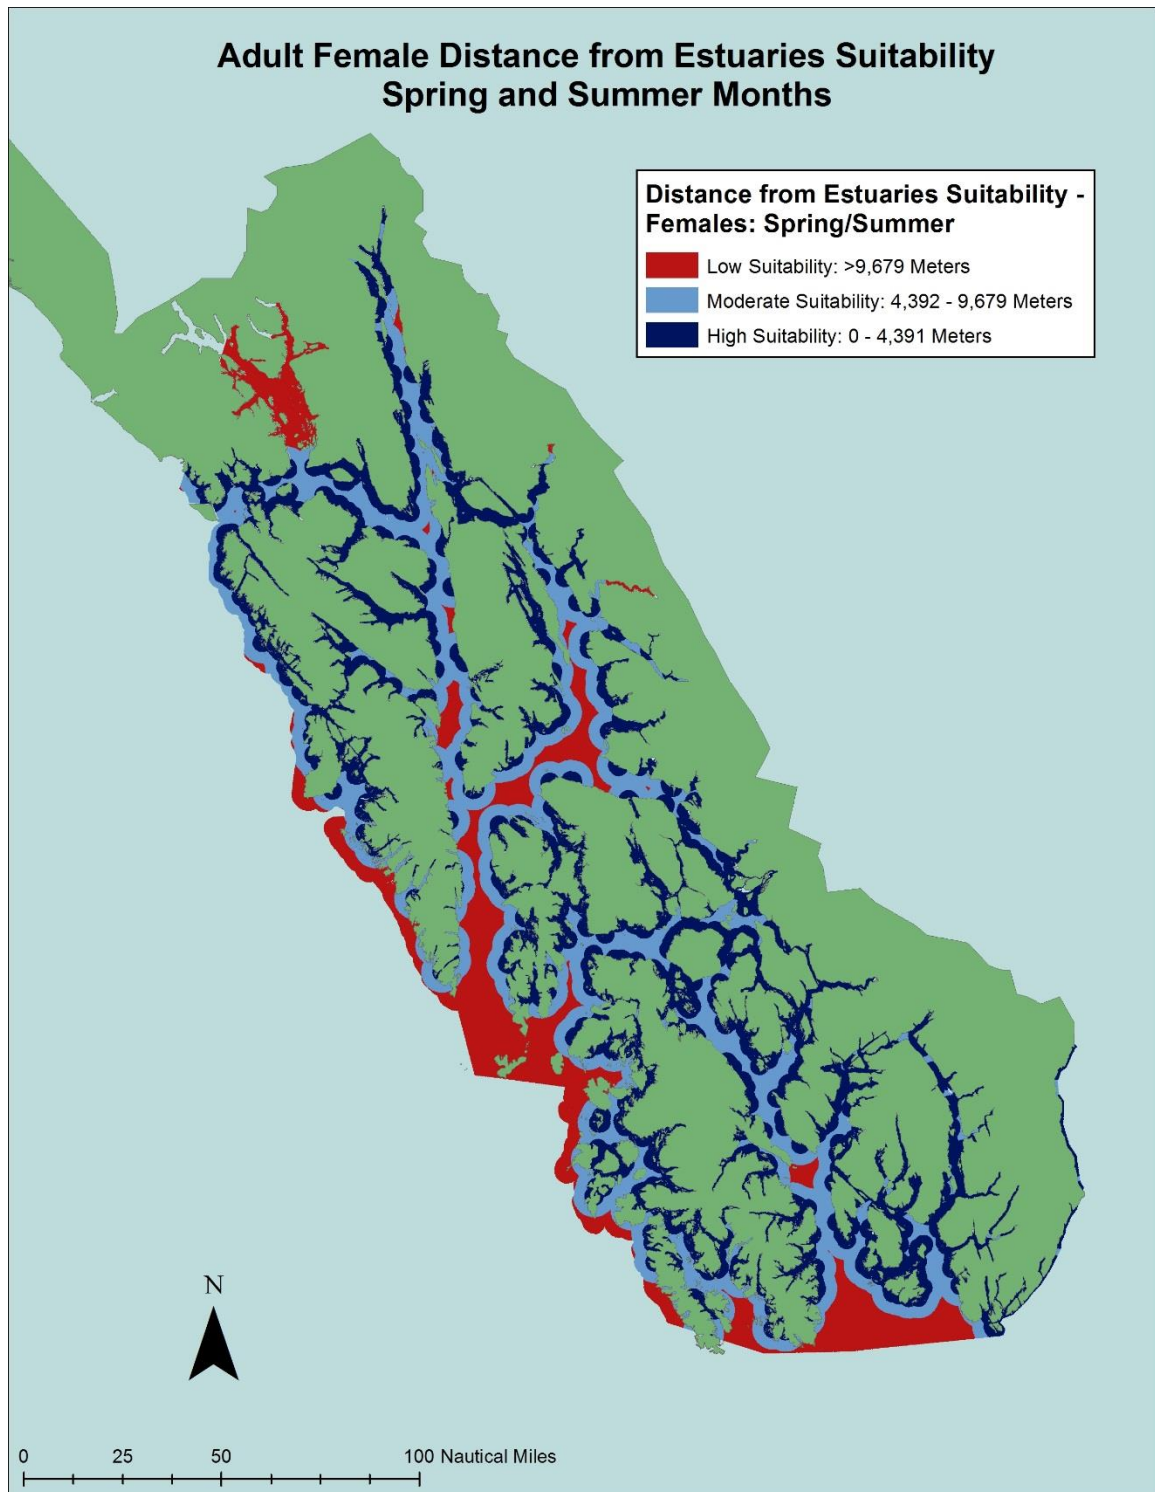 Adult Female Distance from Estuaries Suitability
Spring and Summer Months
Distance from Estuaries Suitability -
Females: Spring/Summer
Low Suitability: >9,679 Meters
Moderate Suitability: 4,392 - 9,679 Meters
High Suitability: 0 - 4,391 Meters
N
0 25 50 100 Nautical Miles